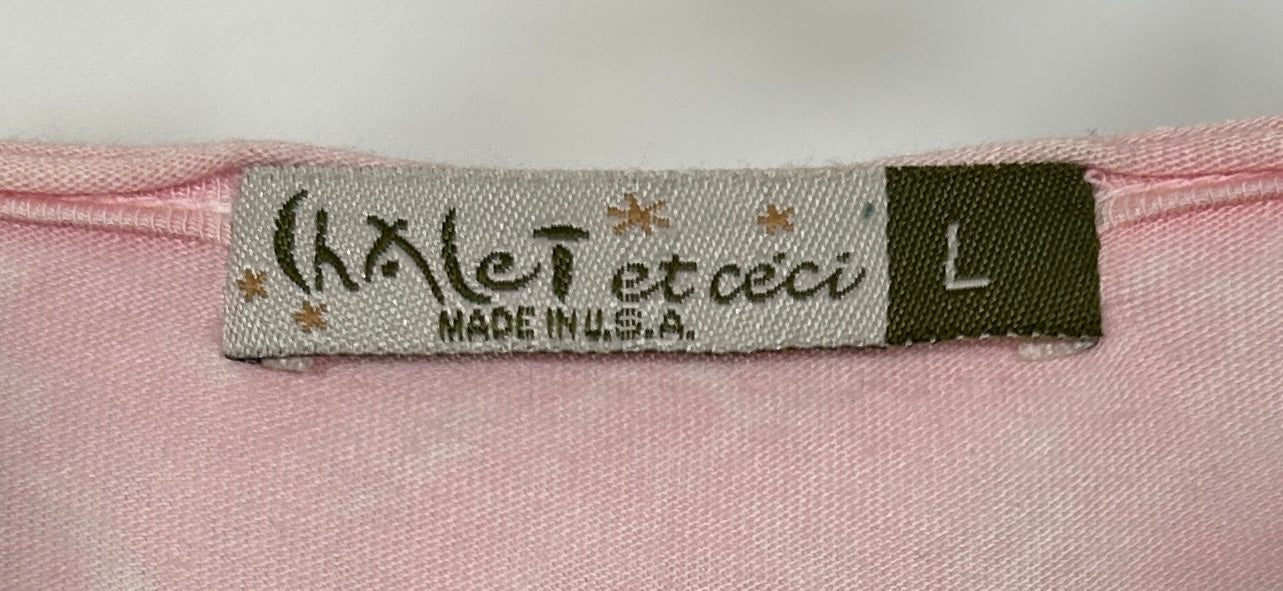 ChALeT et céci L
MADE IN U.S.A.